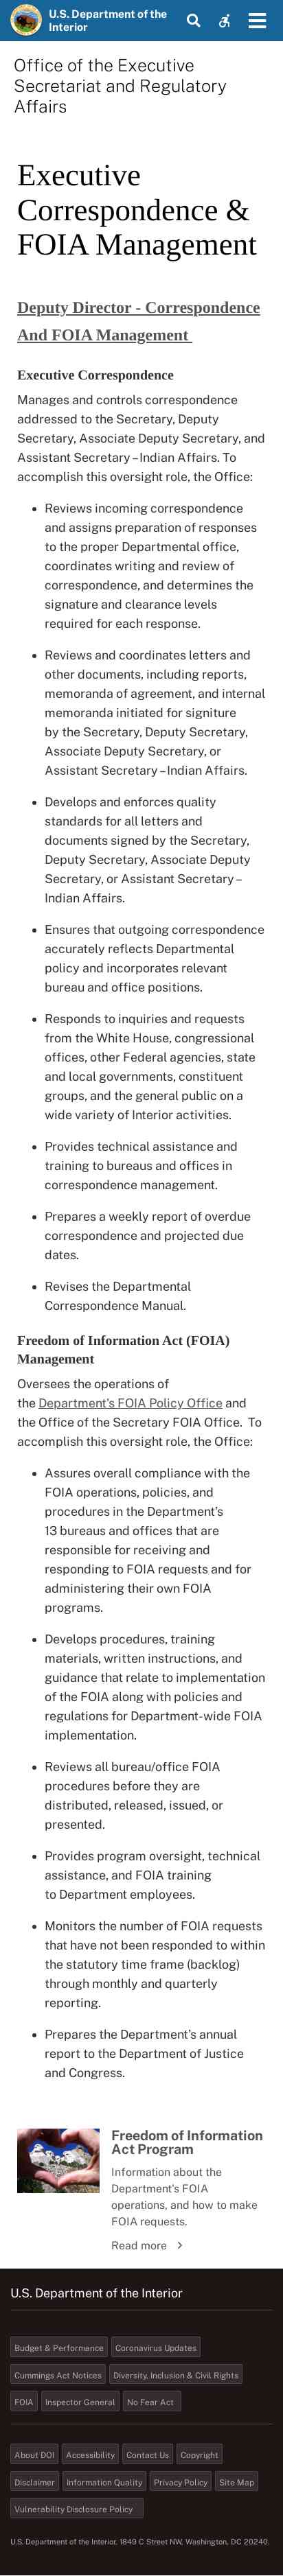 U.S. Department of the
Interior
Office of the Executive
Secretariat and Regulatory
Affairs
Executive
Correspondence &
FOIA Management
Deputy Director - Correspondence
And FOIA Management
Executive Correspondence
Manages and controls correspondence
addressed to the Secretary, Deputy
Secretary, Associate Deputy Secretary, and
Assistant Secretary – Indian Affairs. To
accomplish this oversight role, the Office:
• Reviews incoming correspondence
and assigns preparation of responses
to the proper Departmental office,
coordinates writing and review of
correspondence, and determines the
signature and clearance levels
required for each response.
• Reviews and coordinates letters and
other documents, including reports,
memoranda of agreement, and internal
memoranda initiated for signiture
by the Secretary, Deputy Secretary,
Associate Deputy Secretary, or
Assistant Secretary – Indian Affairs.
• Develops and enforces quality
standards for all letters and
documents signed by the Secretary,
Deputy Secretary, Associate Deputy
Secretary, or Assistant Secretary –
Indian Affairs.
• Ensures that outgoing correspondence
accurately reflects Departmental
policy and incorporates relevant
bureau and office positions.
• Responds to inquiries and requests
from the White House, congressional
offices, other Federal agencies, state
and local governments, constituent
groups, and the general public on a
wide variety of Interior activities.
• Provides technical assistance and
training to bureaus and offices in
correspondence management.
• Prepares a weekly report of overdue
correspondence and projected due
dates.
• Revises the Departmental
Correspondence Manual.
Freedom of Information Act (FOIA)
Management
Oversees the operations of
the Department's FOIA Policy Office and
the Office of the Secretary FOIA Office.  To
accomplish this oversight role, the Office:
• Assures overall compliance with the
FOIA operations, policies, and
procedures in the Department's
13 bureaus and offices that are
responsible for receiving and
responding to FOIA requests and for
administering their own FOIA
programs.
• Develops procedures, training
materials, written instructions, and
guidance that relate to implementation
of the FOIA along with policies and
regulations for Department-wide FOIA
implementation.
• Reviews all bureau/office FOIA
procedures before they are
distributed, released, issued, or
presented.
• Provides program oversight, technical
assistance, and FOIA training
to Department employees.
• Monitors the number of FOIA requests
that have not been responded to within
the statutory time frame (backlog)
through monthly and quarterly
reporting.
• Prepares the Department's annual
report to the Department of Justice
and Congress.
Freedom of Information
Act Program
Information about the
Department's FOIA
operations, and how to make
FOIA requests.
Read more
U.S. Department of the Interior
Budget & Performance Coronavirus Updates
Cummings Act Notices Diversity, Inclusion & Civil Rights
FOIA Inspector General No Fear Act
About DOI Accessibility Contact Us Copyright
Disclaimer Information Quality Privacy Policy Site Map
Vulnerability Disclosure Policy
U.S. Department of the Interior, 1849 C Street NW, Washington, DC 20240.